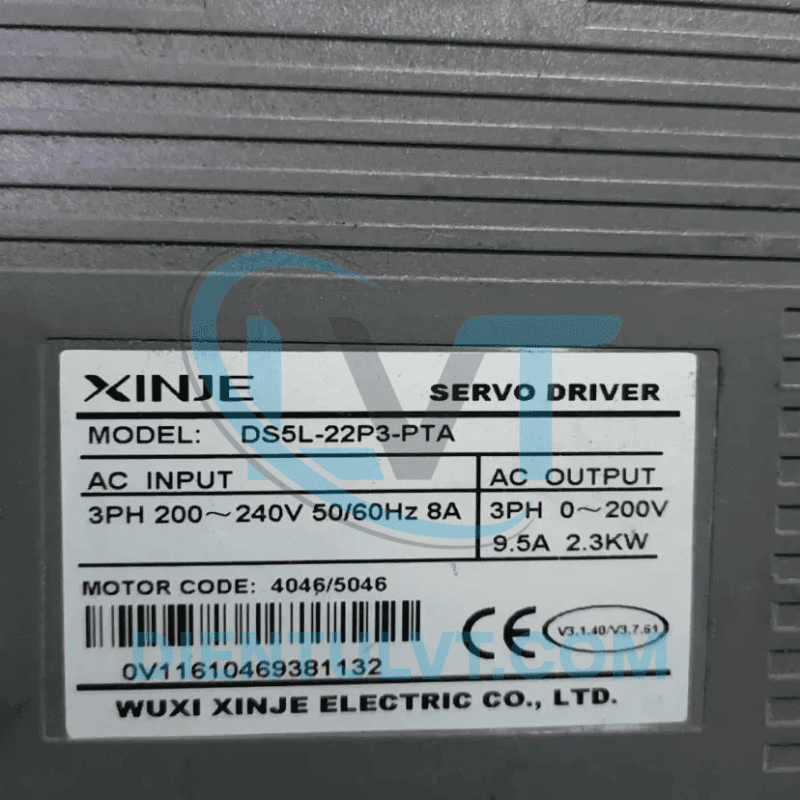 XINJE SERVO DRIVER
MODEL: DS5L-22P3-PTA
AC INPUT AC OUTPUT
3PH 200~240V 50/60Hz 8A 3PH 0~200V
9.5A 2.3KW
MOTOR CODE: 4046/5046
CE V3.1.40/V3.7.61
0V11610469381132
WUXI XINJE ELECTRIC CO., LTD.
LVT
DIENTULVT.COM